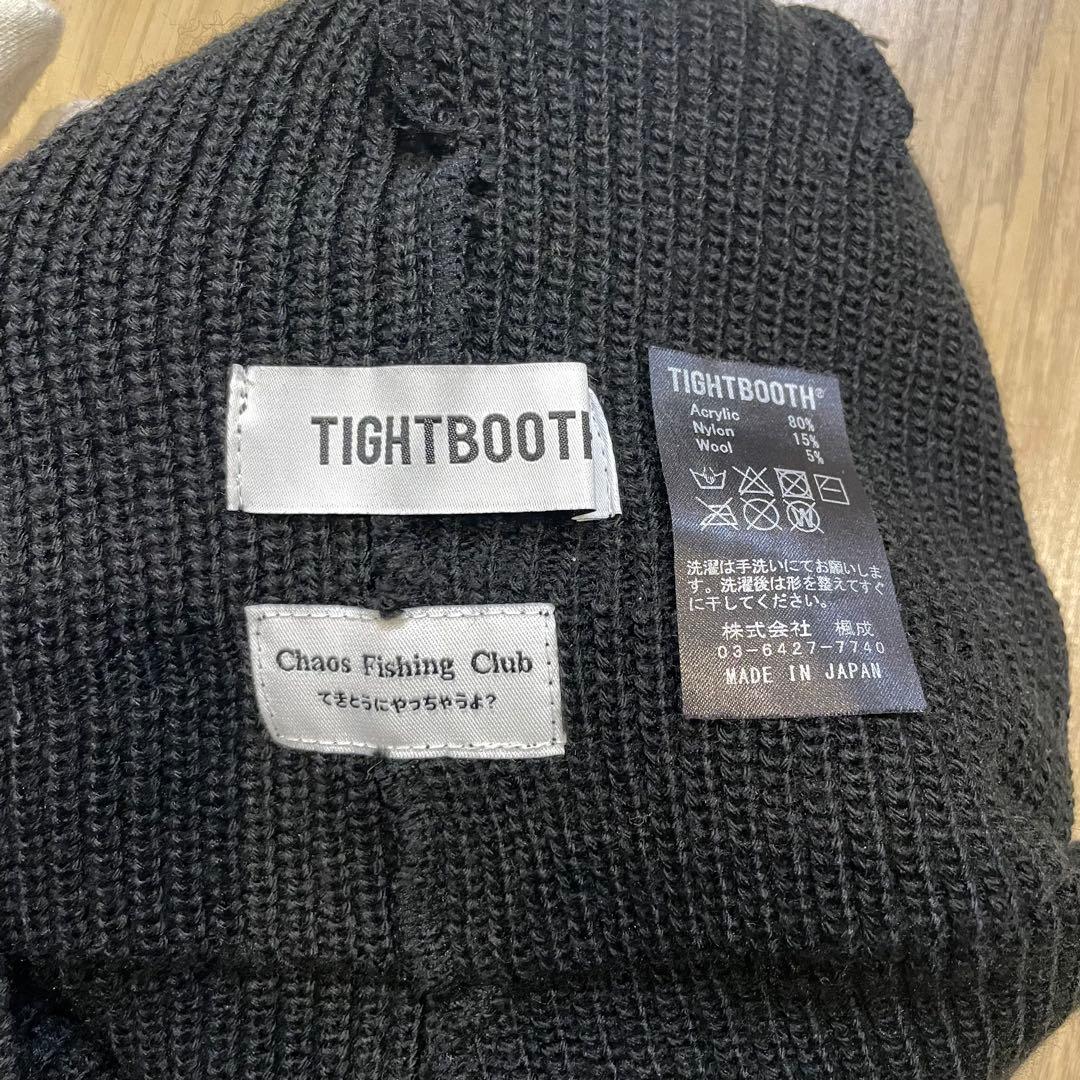 TIGHTBOOTH
Chaos Fishing Club
てきとうにやっちゃうよ?
TIGHTBOOTH®
Acrylic 80%
Nylon 15%
Wool 5%
W
洗濯は手洗いにてお願いしま
す。洗濯後は形を整えてすぐ
に干してください。
株式会社 楓成
03-6427-7740
MADE IN JAPAN